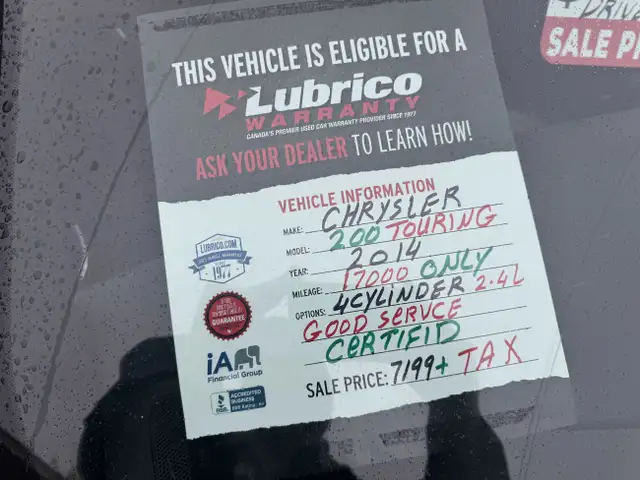 THIS VEHICLE IS ELIGIBLE FOR A
Lubrico
WARRANTY
CANADA'S PREMIER USED CAR WARRANTY PROVIDER SINCE 1977
ASK YOUR DEALER TO LEARN HOW!
VEHICLE INFORMATION
MAKE: CHRYSLER
MODEL: 200 TOURING
YEAR: 2014
MILEAGE: 17000 ONLY
OPTIONS: 4CYLINDER 2.4L
GOOD SERVCE
CERTIFID
SALE PRICE: 7199+ TAX
LUBRICO.COM
1977
GUARANTEE
iA
Financial Group
BBB
ACCREDITED
BUSINESS
DRIVE
SALE PR